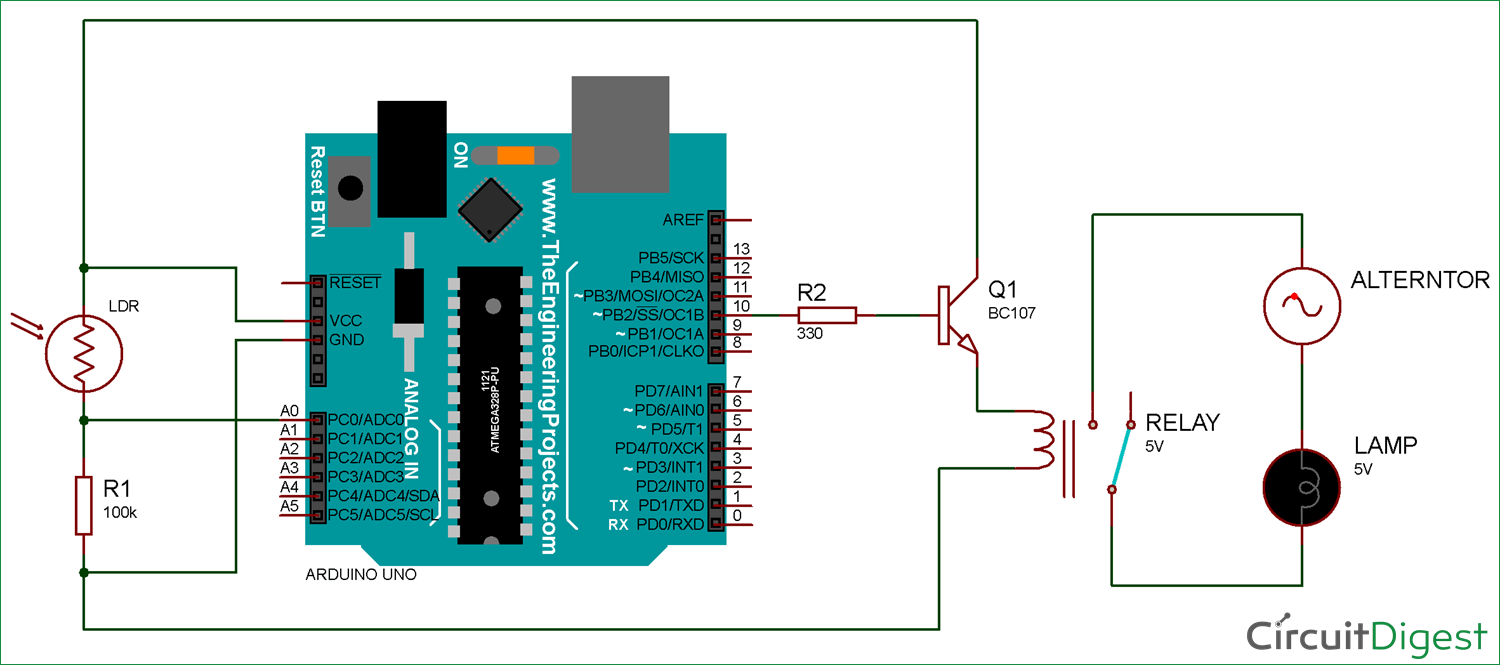 Reset BTN
ON
www.TheEngineeringProjects.com
AREF
RESET
PB5/SCK 13
PB4/MISO 12
~PB3/MOSI/OC2A 11
~PB2/SS/OC1B 10
~PB1/OC1A 9
PB0/ICP1/CLKO 8
LDR
VCC
GND
R2
330
Q1
BC107
ALTERNTOR
ANALOG IN
1121
ATMEGA328P-PU
PD7/AIN1 7
~PD6/AIN0 6
~PD5/T1 5
PD4/T0/XCK 4
~PD3/INT1 3
PD2/INT0 2
TX PD1/TXD 1
RX PD0/RXD 0
A0 PC0/ADC0
A1 PC1/ADC1
A2 PC2/ADC2
A3 PC3/ADC3
A4 PC4/ADC4/SDA
A5 PC5/ADC5/SCL
R1
100k
RELAY
5V
LAMP
5V
ARDUINO UNO
CircuitDigest